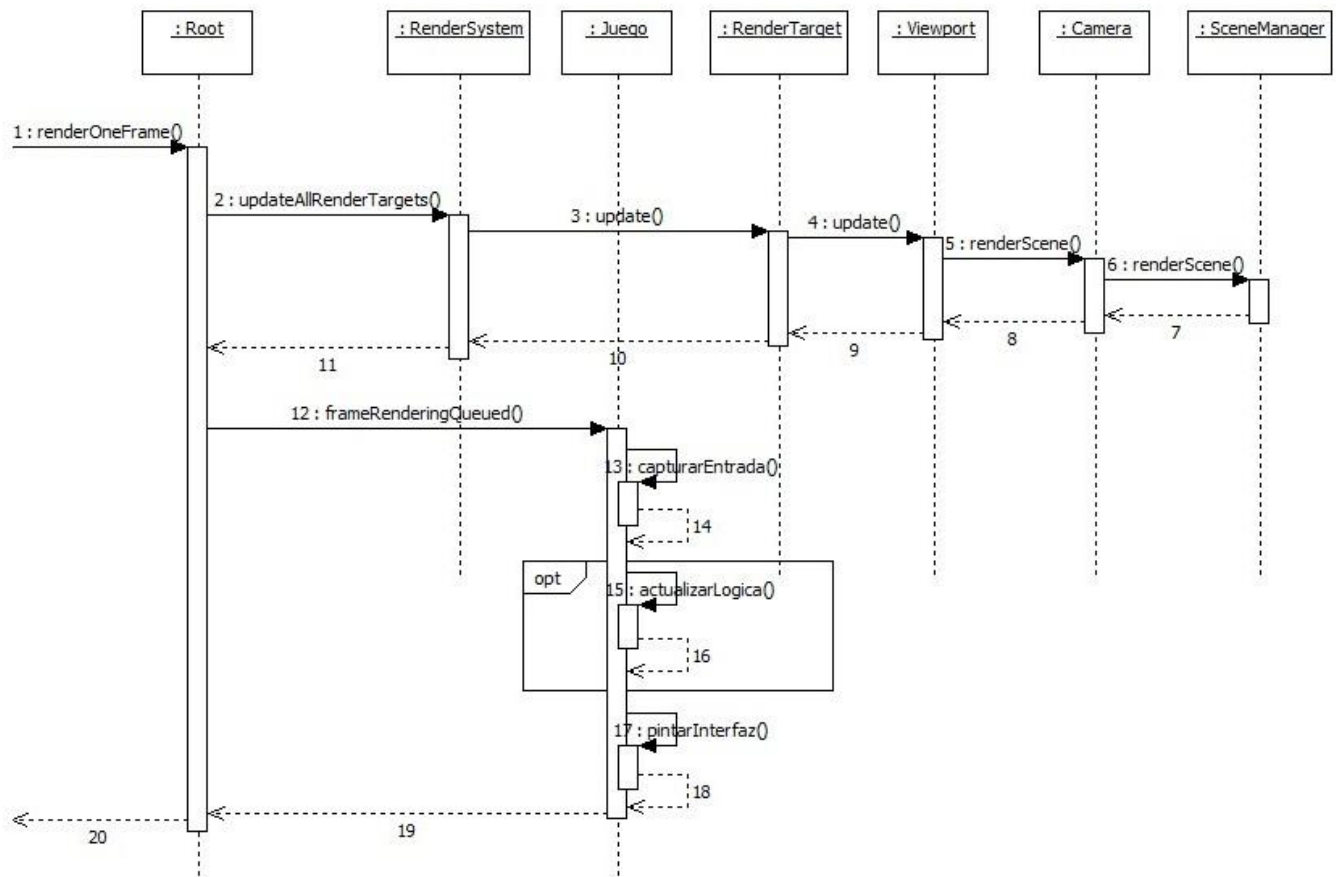 : Root
: RenderSystem
: Juego
: RenderTarget
: Viewport
: Camera
: SceneManager
1 : renderOneFrame()
2 : updateAllRenderTargets()
3 : update()
4 : update()
5 : renderScene()
6 : renderScene()
7
8
9
10
11
12 : frameRenderingQueued()
13 : capturarEntrada()
14
opt
15 : actualizarLogica()
16
17 : pintarInterfaz()
18
19
20